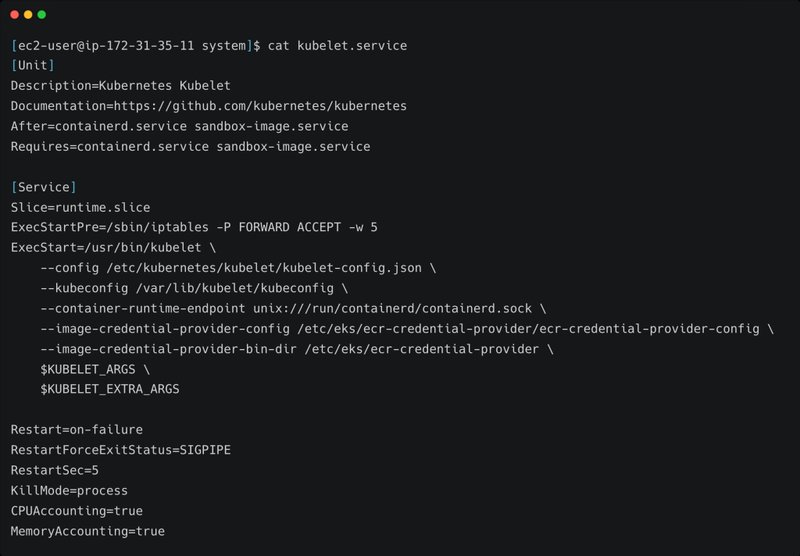 [ec2-user@ip-172-31-35-11 system]$ cat kubelet.service
[Unit]
Description=Kubernetes Kubelet
Documentation=https://github.com/kubernetes/kubernetes
After=containerd.service sandbox-image.service
Requires=containerd.service sandbox-image.service

[Service]
Slice=runtime.slice
ExecStartPre=/sbin/iptables -P FORWARD ACCEPT -w 5
ExecStart=/usr/bin/kubelet \
    --config /etc/kubernetes/kubelet/kubelet-config.json \
    --kubeconfig /var/lib/kubelet/kubeconfig \
    --container-runtime-endpoint unix:///run/containerd/containerd.sock \
    --image-credential-provider-config /etc/eks/ecr-credential-provider/ecr-credential-provider-config \
    --image-credential-provider-bin-dir /etc/eks/ecr-credential-provider \
    $KUBELET_ARGS \
    $KUBELET_EXTRA_ARGS

Restart=on-failure
RestartForceExitStatus=SIGPIPE
RestartSec=5
KillMode=process
CPUAccounting=true
MemoryAccounting=true